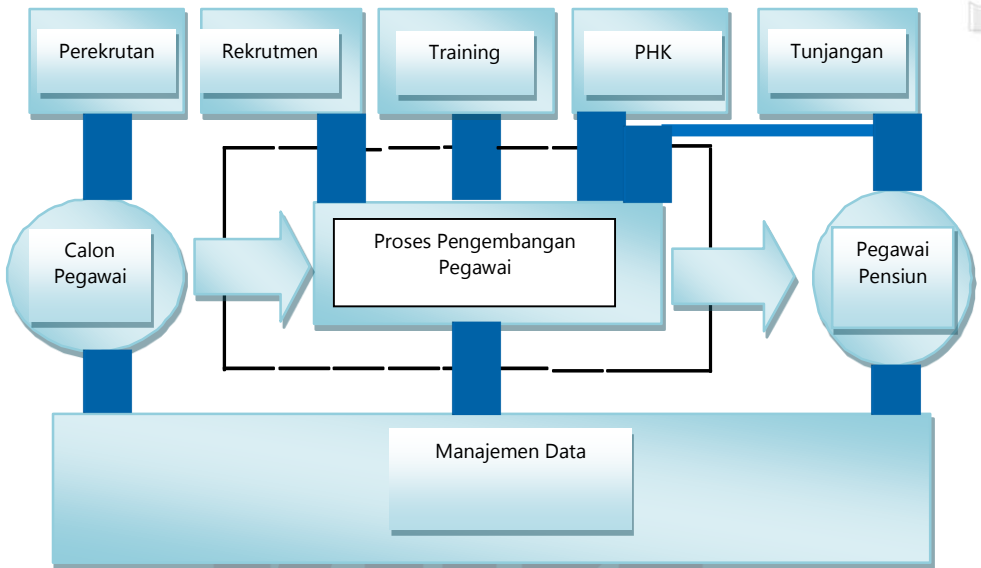 Perekrutan
Rekrutmen
Training
PHK
Tunjangan
Calon
Pegawai
Proses Pengembangan
Pegawai
Pegawai
Pensiun
Manajemen Data